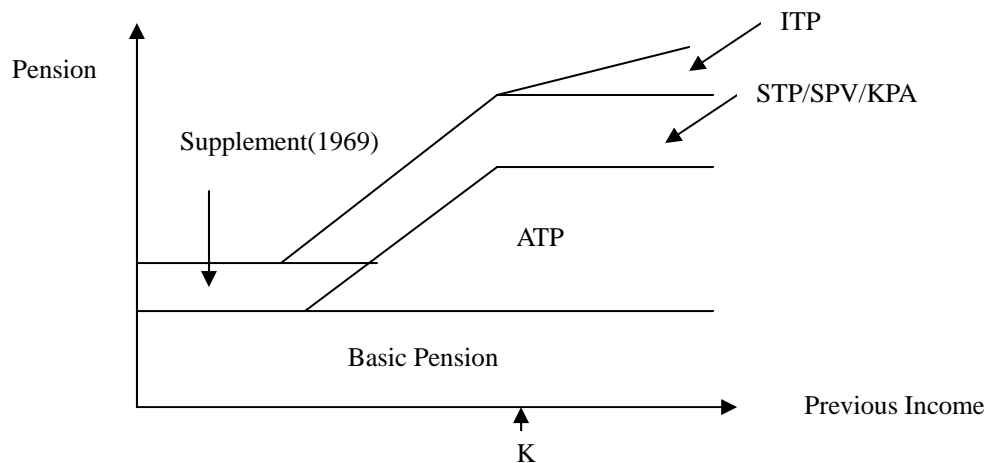 ITP
Pension
STP/SPV/KPA
Supplement(1969)
ATP
Basic Pension
Previous Income
K